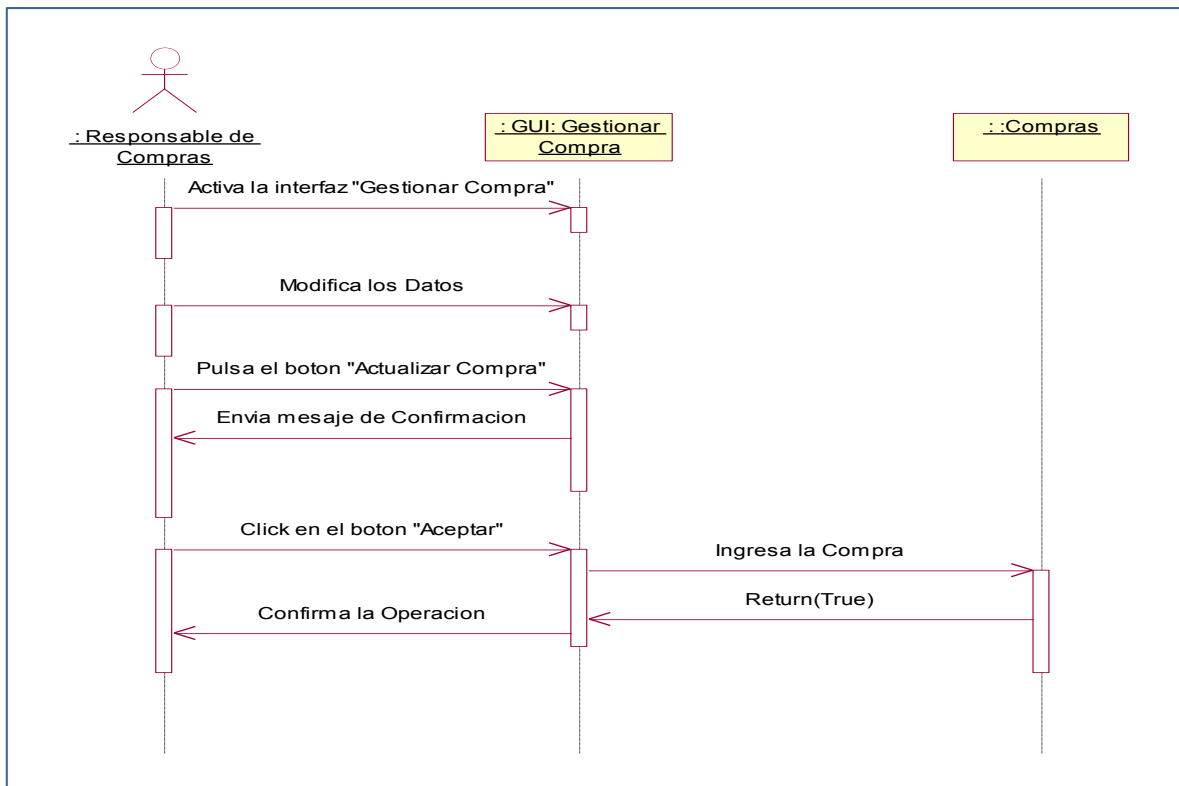 : Responsable de
Compras
: GUI: Gestionar
Compra
: :Compras
Activa la interfaz "Gestionar Compra"
Modifica los Datos
Pulsa el boton "Actualizar Compra"
Envia mesaje de Confirmacion
Click en el boton "Aceptar"
Ingresa la Compra
Return(True)
Confirma la Operacion